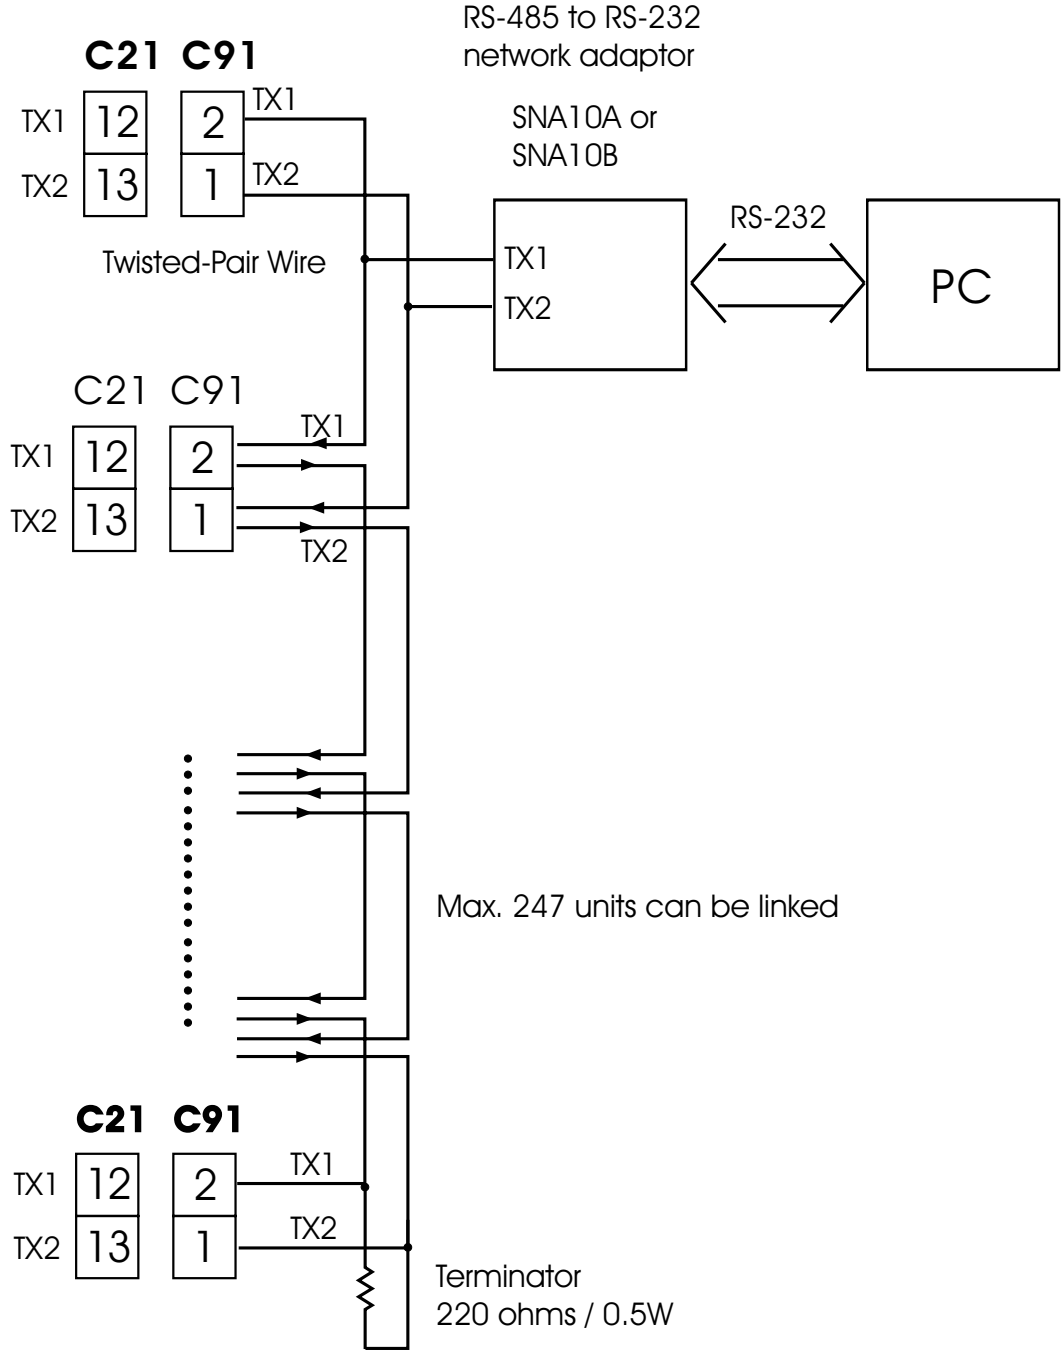 RS-485 to RS-232
network adaptor
C21 C91
SNA10A or
SNA10B
TX1 12 2 TX1
TX2 13 1 TX2
Twisted-Pair Wire
RS-232
TX1
TX2
PC
C21 C91
TX1 12 2 TX1
TX2 13 1 TX2
Max. 247 units can be linked
C21 C91
TX1 12 2 TX1
TX2 13 1 TX2
Terminator
220 ohms / 0.5W